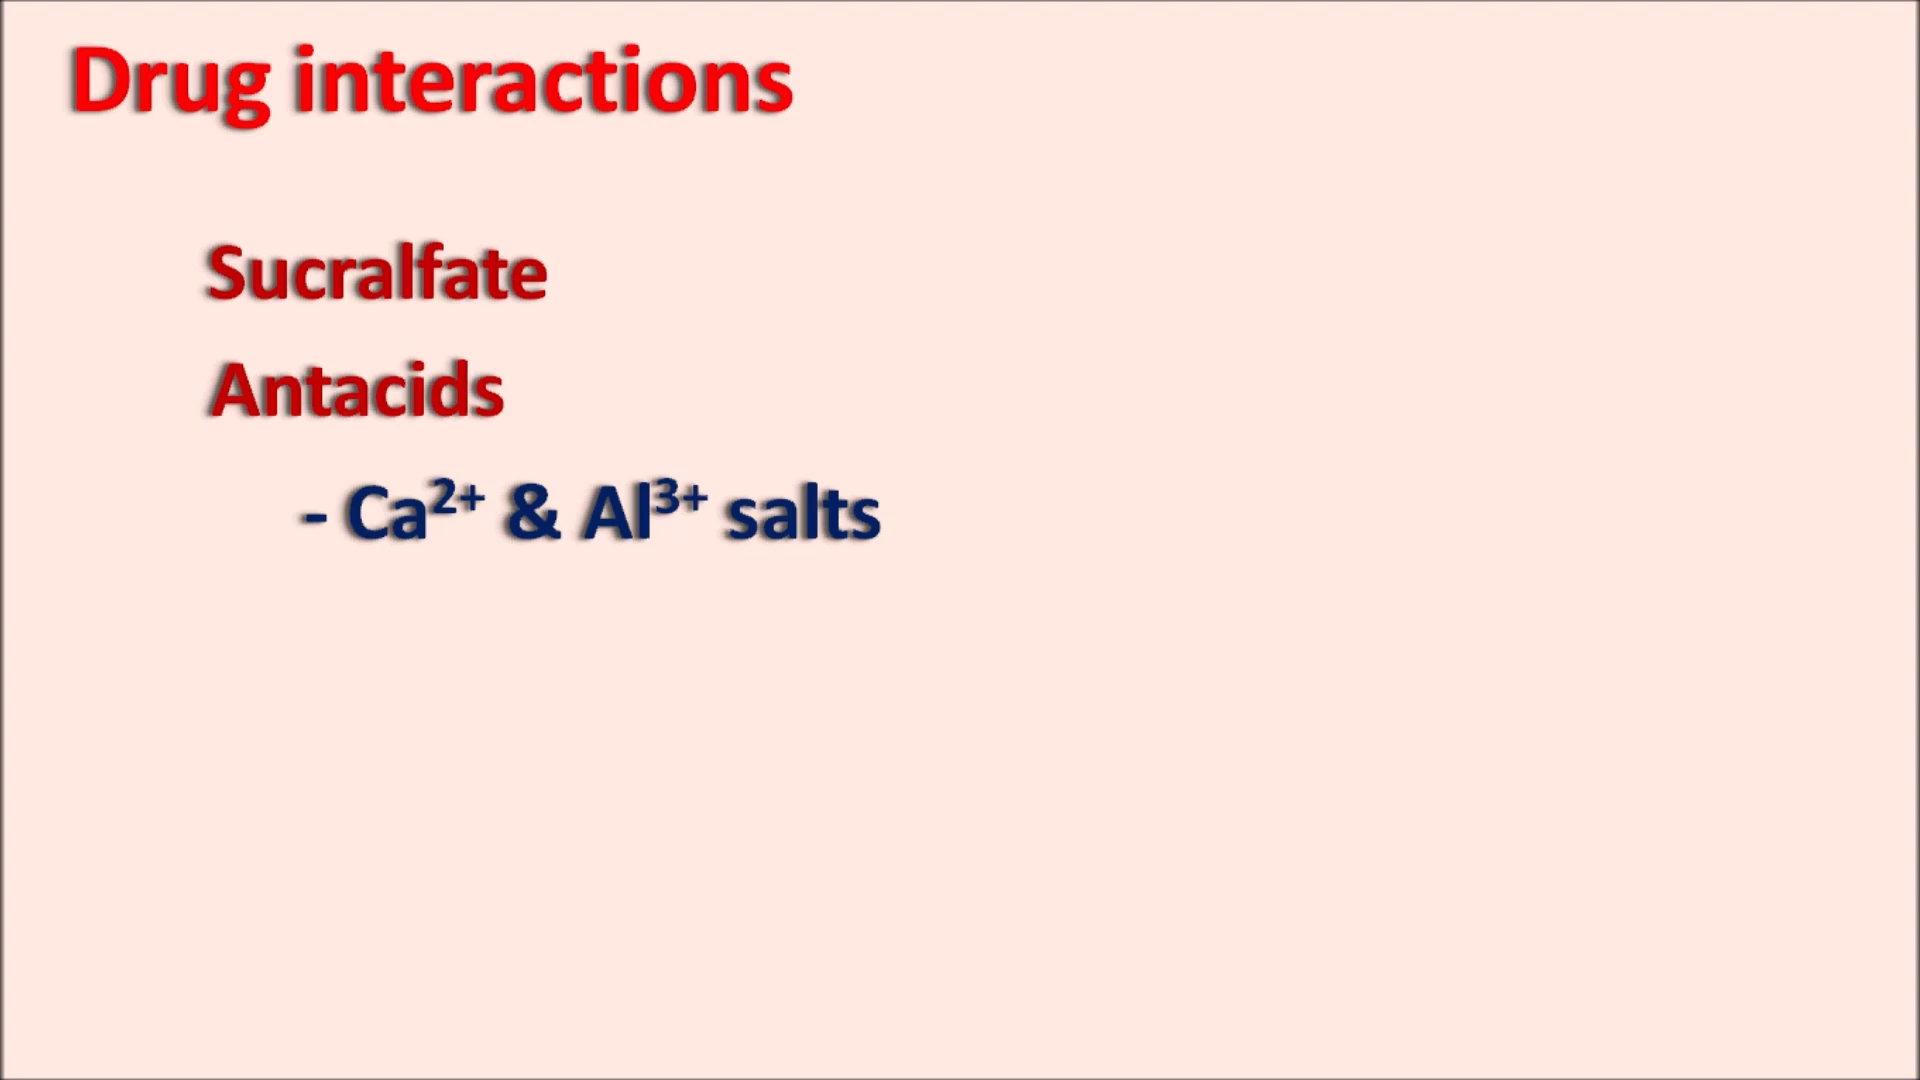 Drug interactions
Sucralfate
Antacids
- Ca²⁺ & Al³⁺ salts